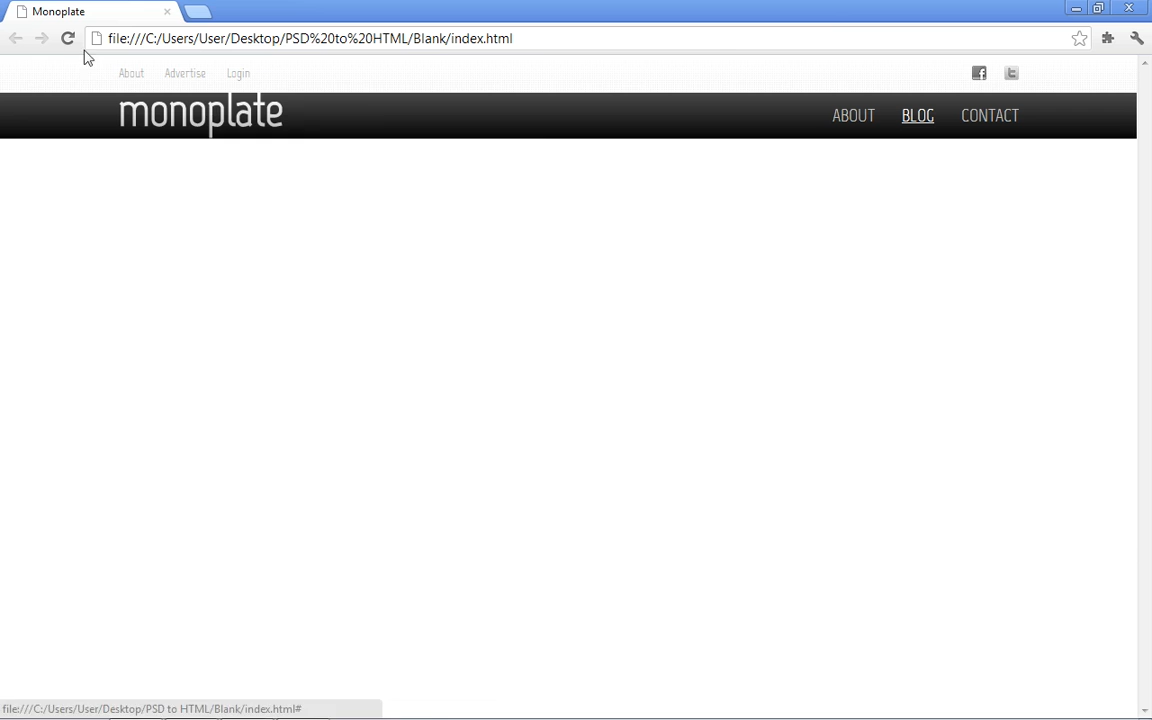 Monoplate
file:///C:/Users/User/Desktop/PSD%20to%20HTML/Blank/index.html
About Advertise Login
monoplate ABOUT BLOG CONTACT
file:///C:/Users/User/Desktop/PSD to HTML/Blank/index.html#